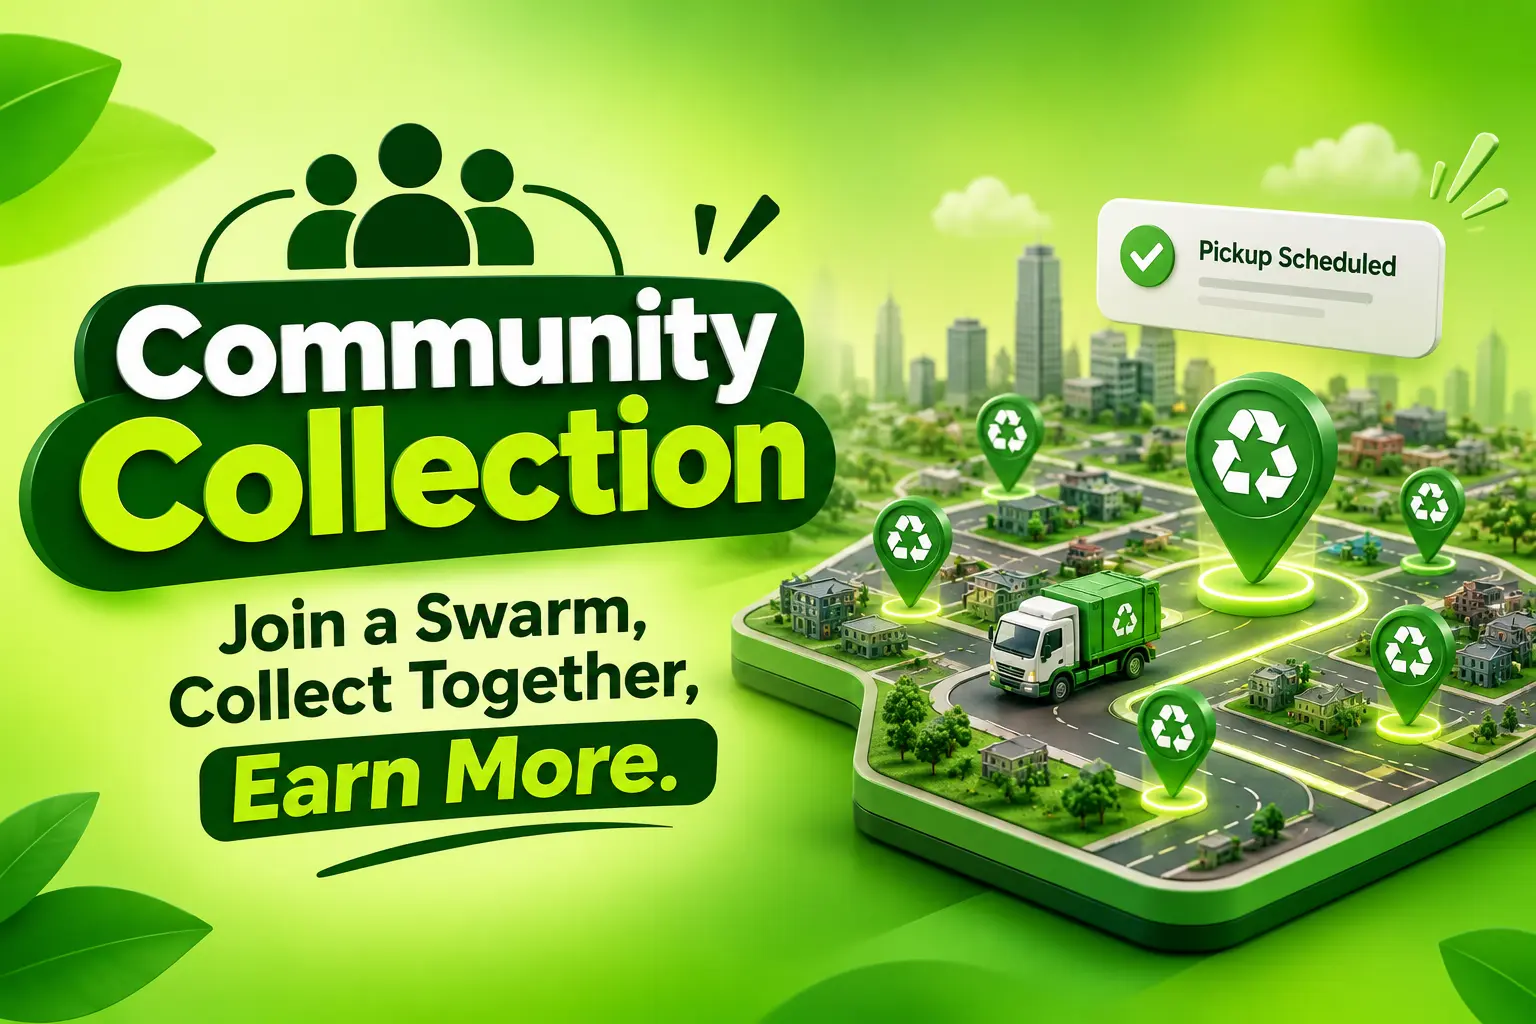 Community
Collection
Join a Swarm,
Collect Together,
Earn More.
Pickup Scheduled